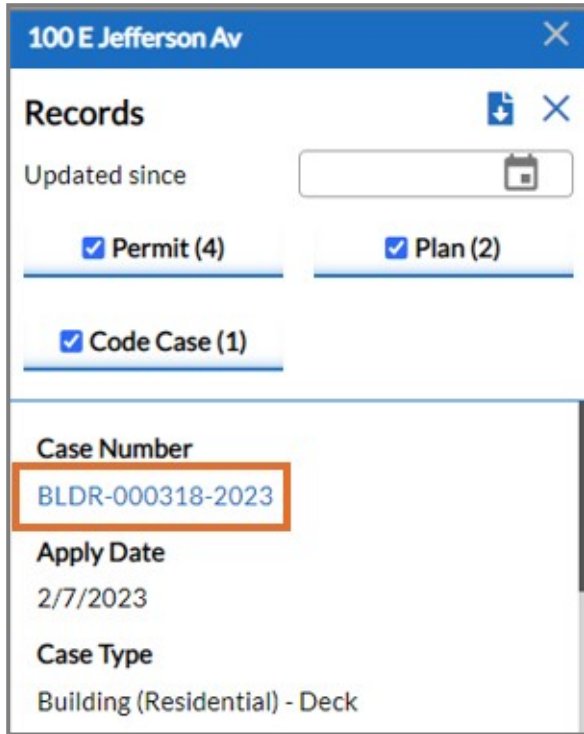 100 E Jefferson Av
Records
Updated since
Permit (4)
Plan (2)
Code Case (1)
Case Number
BLDR-000318-2023
Apply Date
2/7/2023
Case Type
Building (Residential) - Deck